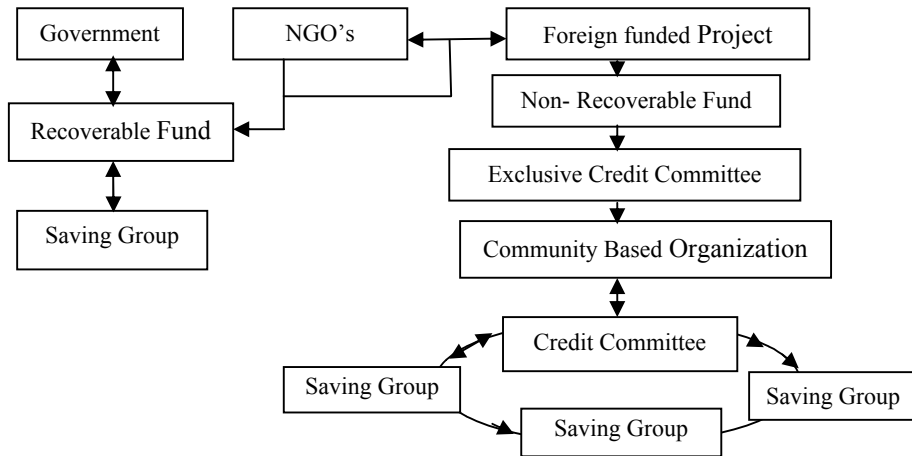 Government
NGO’s
Foreign funded Project
Recoverable Fund
Non- Recoverable Fund
Exclusive Credit Committee
Saving Group
Community Based Organization
Credit Committee
Saving Group
Saving Group
Saving Group